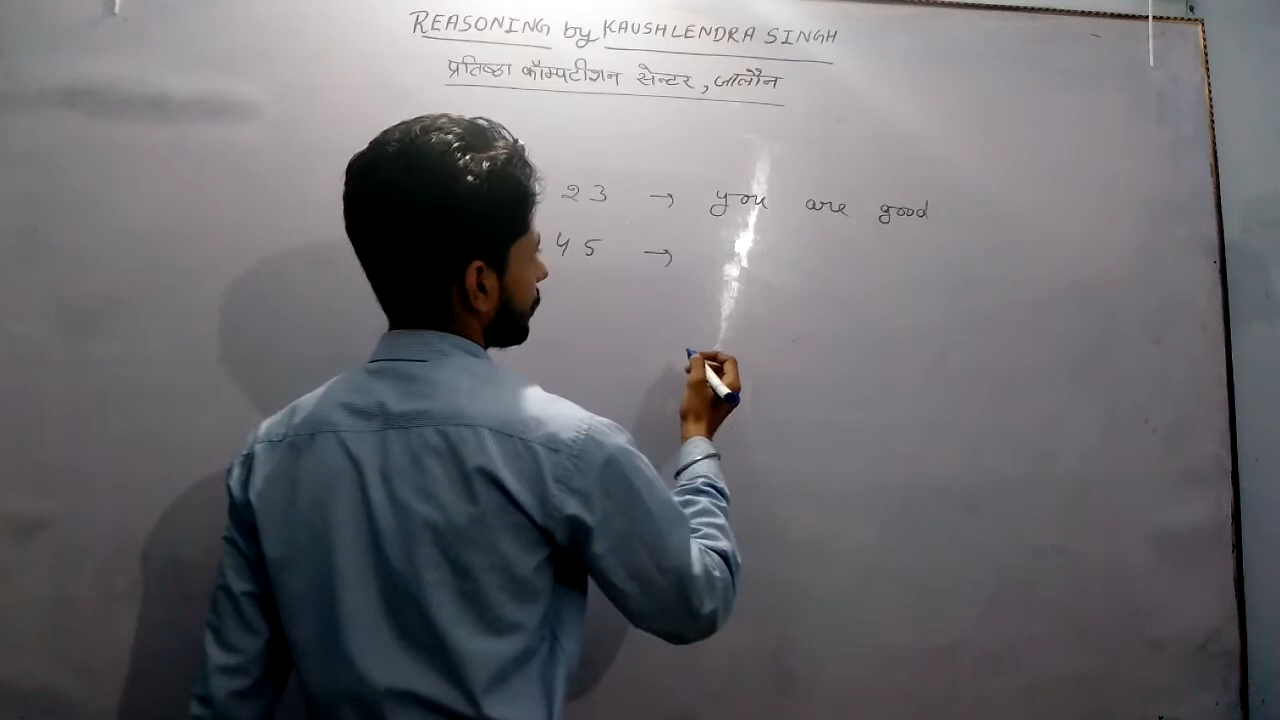 REASONING by KAUSHLENDRA SINGH
प्रतिष्ठा कॉम्पटीशन सेन्टर, जालौन
23 → you are good
45 →